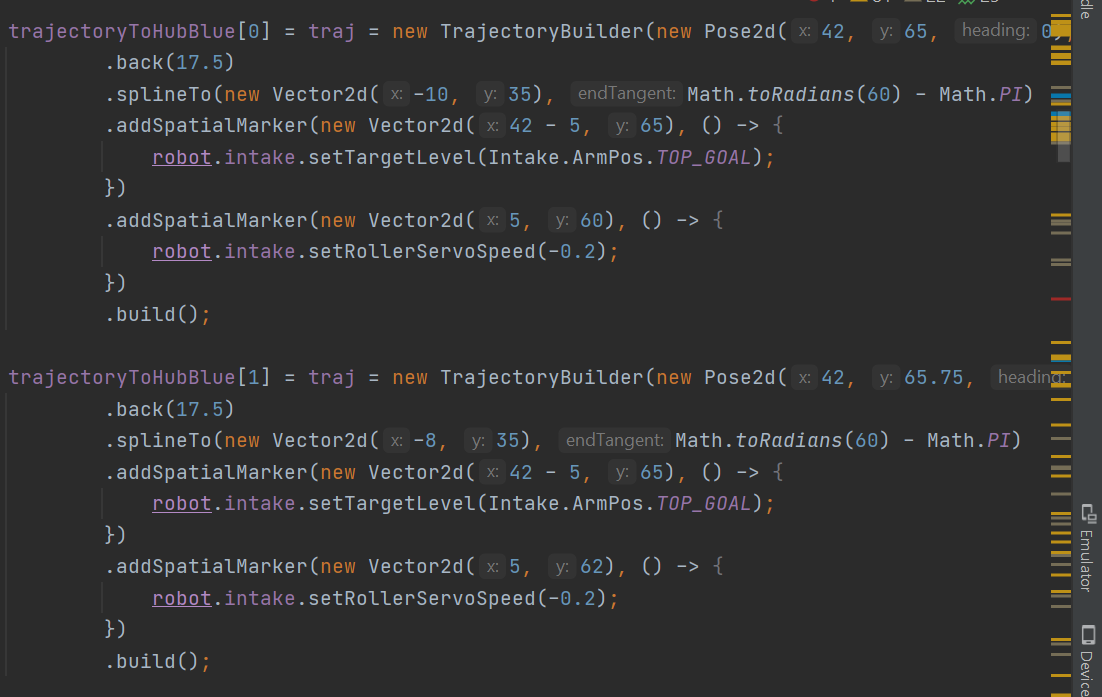 trajectoryToHubBlue[0] = traj = new TrajectoryBuilder(new Pose2d( x: 42, y: 65, heading: 0),
.back(17.5)
.splineTo(new Vector2d( x: -10, y: 35), endTangent: Math.toRadians(60) - Math.PI)
.addSpatialMarker(new Vector2d( x: 42 - 5, y: 65), () -> {
robot.intake.setTargetLevel(Intake.ArmPos.TOP_GOAL);
})
.addSpatialMarker(new Vector2d( x: 5, y: 60), () -> {
robot.intake.setRollerServoSpeed(-0.2);
})
.build();
trajectoryToHubBlue[1] = traj = new TrajectoryBuilder(new Pose2d( x: 42, y: 65.75, heading:
.back(17.5)
.splineTo(new Vector2d( x: -8, y: 35), endTangent: Math.toRadians(60) - Math.PI)
.addSpatialMarker(new Vector2d( x: 42 - 5, y: 65), () -> {
robot.intake.setTargetLevel(Intake.ArmPos.TOP_GOAL);
})
.addSpatialMarker(new Vector2d( x: 5, y: 62), () -> {
robot.intake.setRollerServoSpeed(-0.2);
})
.build();
Emulator
Device